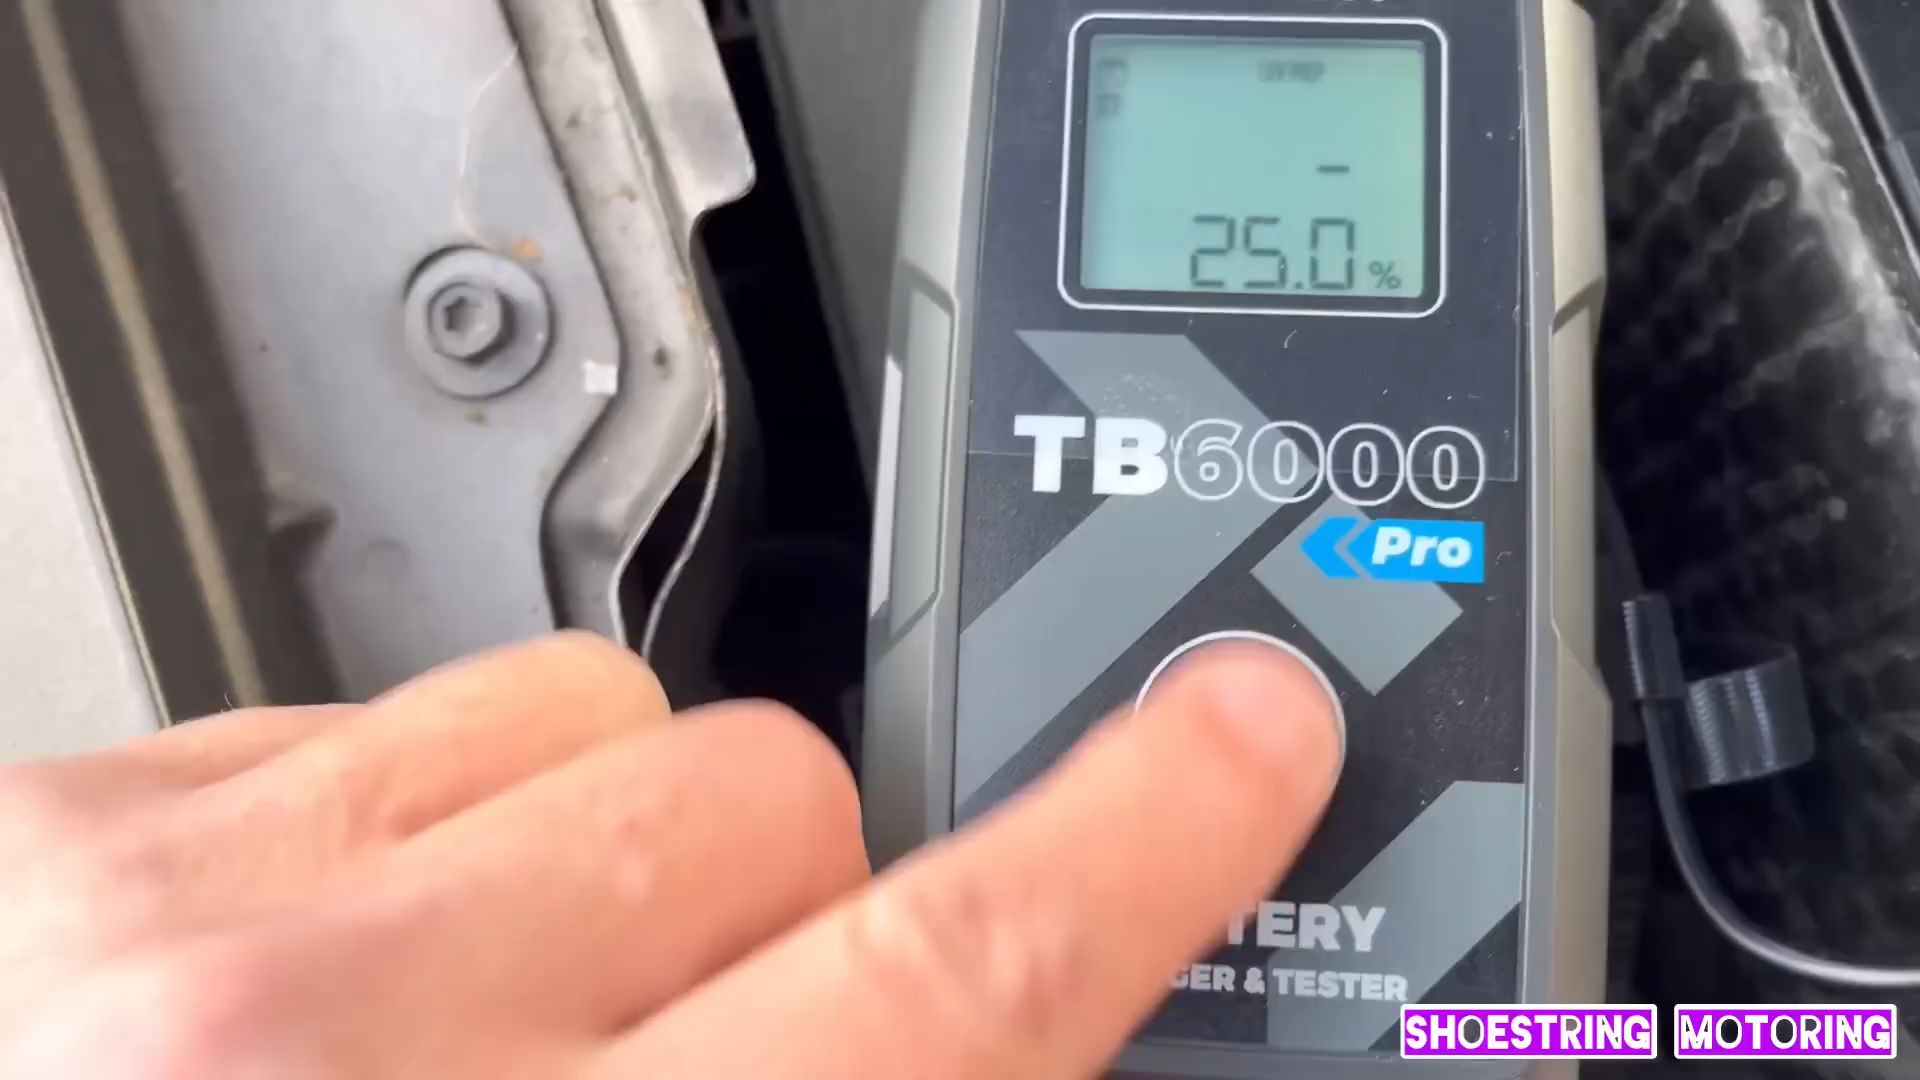 25.0 %
TB6000
Pro
TERY
GER & TESTER
SHOESTRING MOTORING